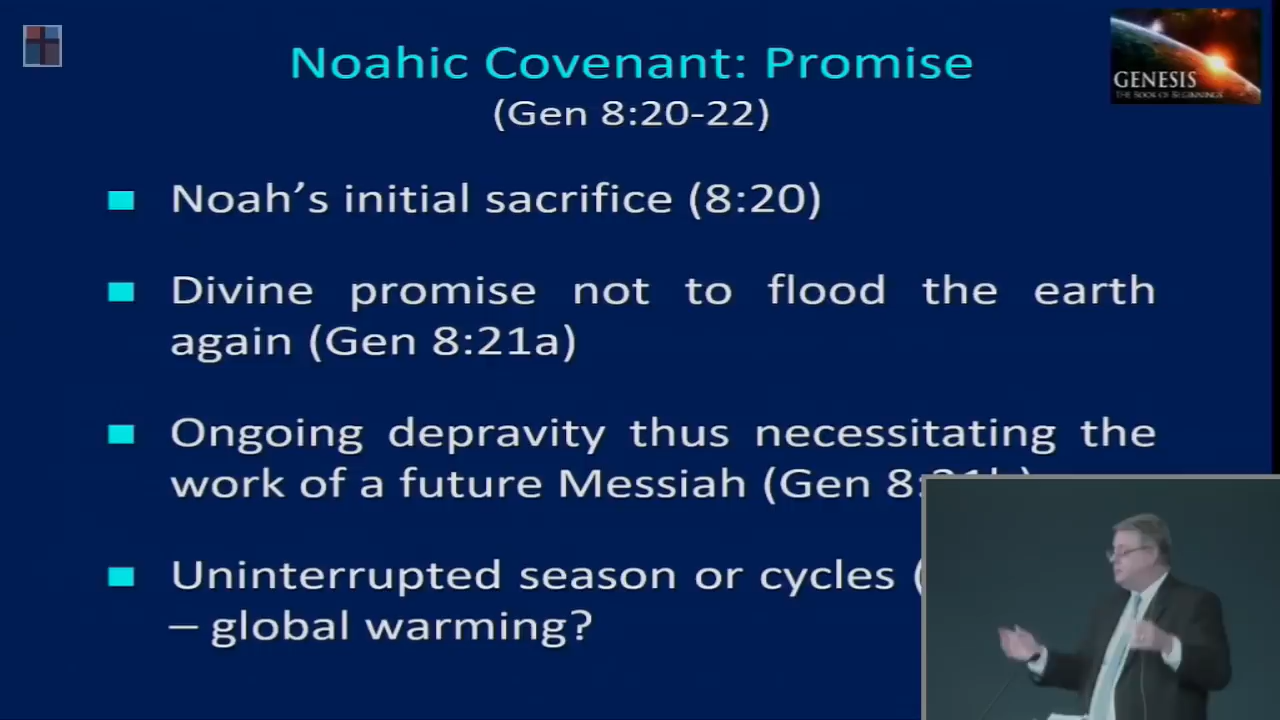 Noahic Covenant: Promise
(Gen 8:20-22)
GENESIS
THE BOOK OF BEGINNINGS
Noah's initial sacrifice (8:20)
Divine promise not to flood the earth
again (Gen 8:21a)
Ongoing depravity thus necessitating the
work of a future Messiah (Gen 8:21b)
Uninterrupted season or cycles (
– global warming?